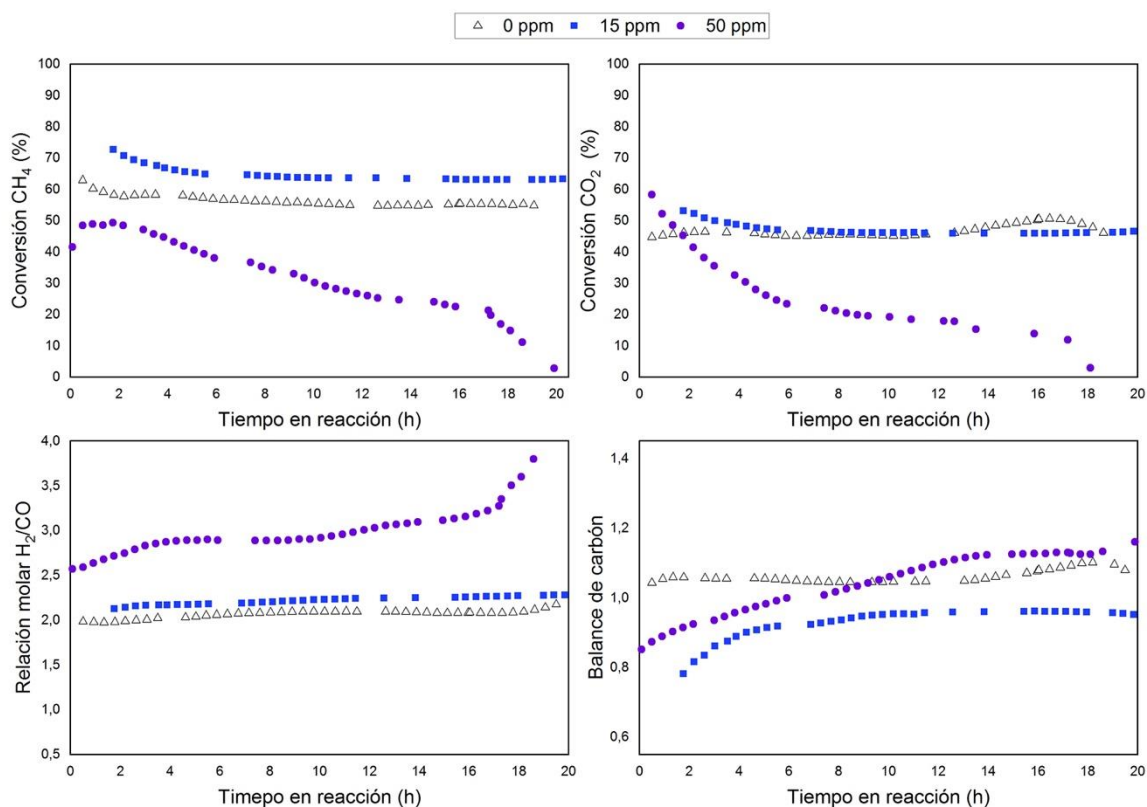 0 ppm 15 ppm 50 ppm
100
90
80
70
60
50
40
30
20
10
0
Conversión CH₄ (%)
0 2 4 6 8 10 12 14 16 18 20
Tiempo en reacción (h)
100
90
80
70
60
50
40
30
20
10
0
Conversión CO₂ (%)
0 2 4 6 8 10 12 14 16 18 20
Tiempo en reacción (h)
4,0
3,5
3,0
2,5
2,0
1,5
1,0
0,5
Relación molar H₂/CO
0 2 4 6 8 10 12 14 16 18 20
Timepo en reacción (h)
1,4
1,2
1,0
0,8
0,6
Balance de carbón
0 2 4 6 8 10 12 14 16 18 20
Tiempo en reacción (h)